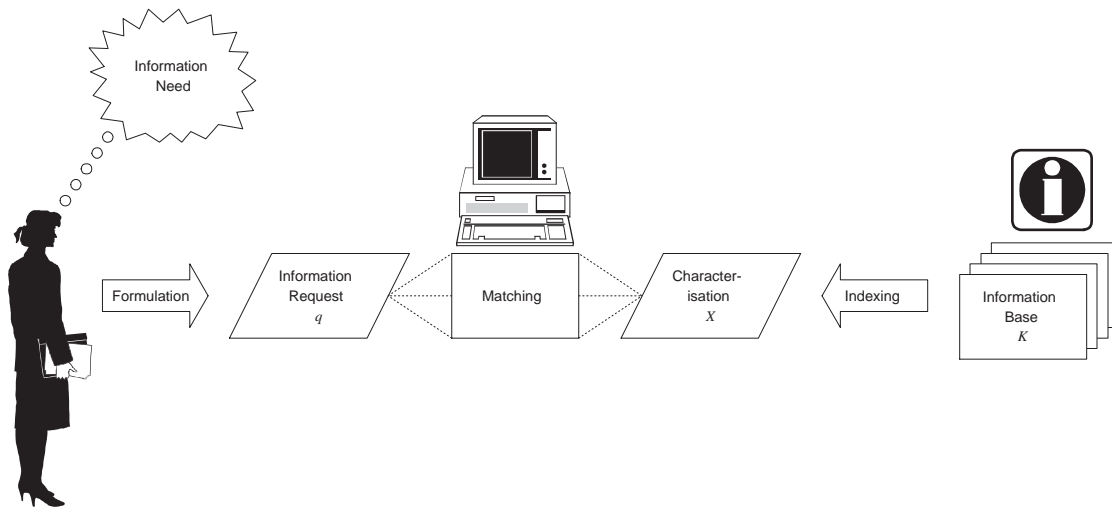 Information
Need
Formulation
Information
Request
q
Matching
Character-
isation
X
Indexing
Information
Base
K